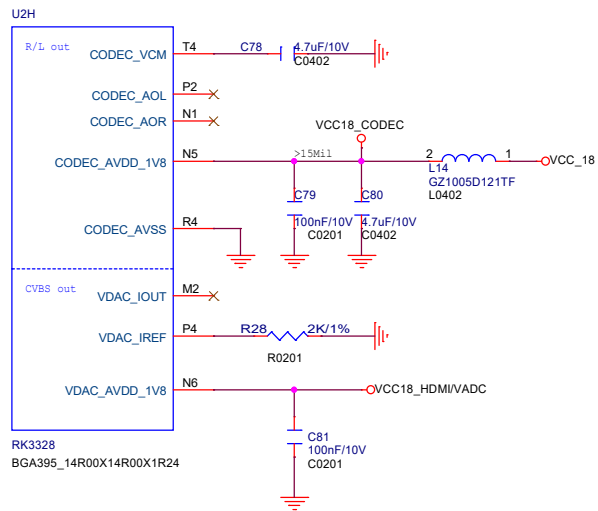 U2H
R/L out
CODEC_VCM
T4
C78
4.7uF/10V
C0402
CODEC_AOL
P2
CODEC_AOR
N1
VCC18_CODEC
CODEC_AVDD_1V8
N5
>15Mil
2
1
VCC_18
L14
GZ1005D121TF
L0402
C79
100nF/10V
C0201
C80
4.7uF/10V
C0402
CODEC_AVSS
R4
CVBS out
VDAC_IOUT
M2
VDAC_IREF
P4
R28
2K/1%
R0201
VDAC_AVDD_1V8
N6
VCC18_HDMI/VADC
C81
100nF/10V
C0201
RK3328
BGA395_14R00X14R00X1R24